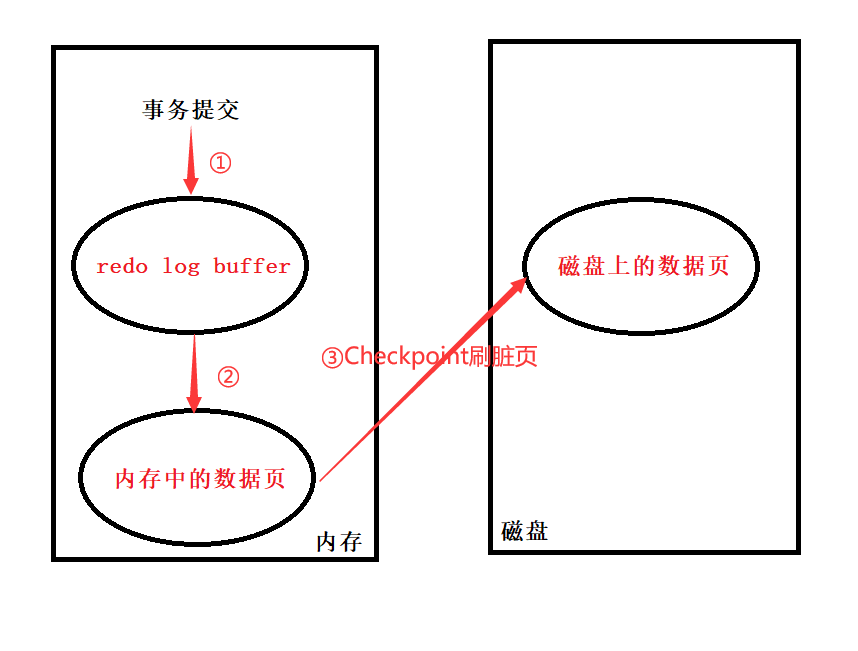 事务提交
①
redo log buffer
②
内存中的数据页
内存
③Checkpoint刷脏页
磁盘上的数据页
磁盘